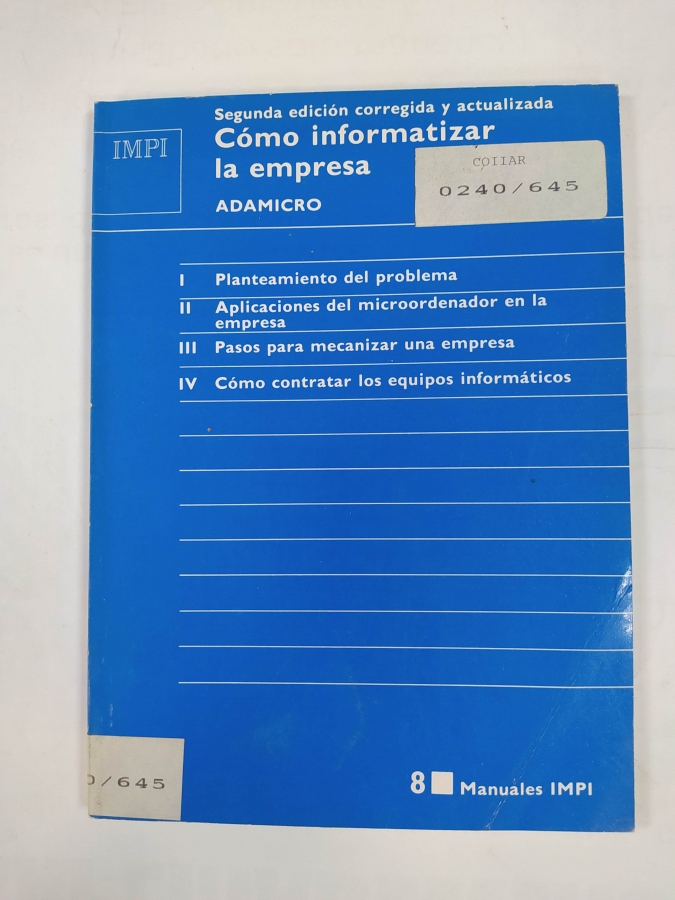 Segunda edición corregida y actualizada
IMPI
Cómo informatizar
la empresa
COIIAR
0240/645
ADAMICRO
I Planteamiento del problema
II Aplicaciones del microordenador en la
empresa
III Pasos para mecanizar una empresa
IV Cómo contratar los equipos informáticos
0/645
8 Manuales IMPI